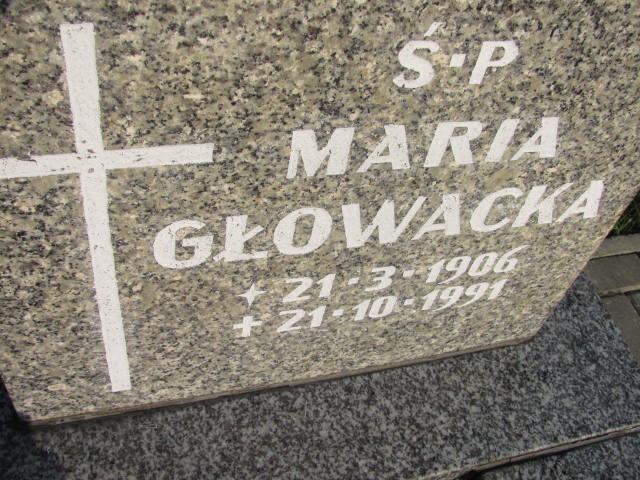 Ś·P
MARIA
GŁOWACKA
✦ 21·3·1906
+ 21·10·1991